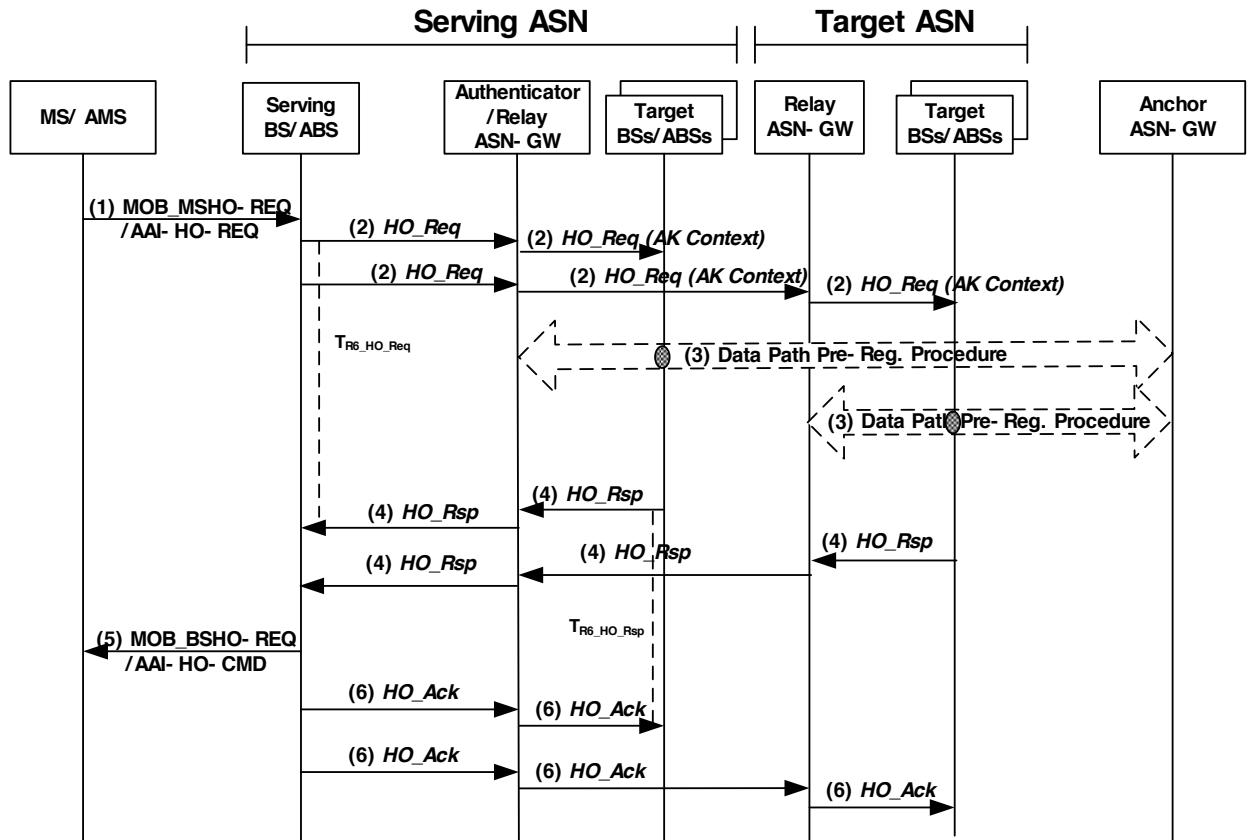 Serving ASN
Target ASN
MS/ AMS
Serving
BS/ABS
Authenticator
/Relay
ASN- GW
Target
BSs/ABSs
Relay
ASN- GW
Target
BSs/ABSs
Anchor
ASN- GW
(1) MOB_MSHO- REQ
/AAI- HO- REQ
(2) HO_Req
(2) HO_Req (AK Context)
(2) HO_Req
(2) HO_Req (AK Context)
(2) HO_Req (AK Context)
TR6_HO_Req
(3) Data Path Pre- Reg. Procedure
(3) Data Path Pre- Reg. Procedure
(4) HO_Rsp
(4) HO_Rsp
(4) HO_Rsp
(4) HO_Rsp
(4) HO_Rsp
TR6_HO_Rsp
(5) MOB_BSHO- REQ
/AAI- HO- CMD
(6) HO_Ack
(6) HO_Ack
(6) HO_Ack
(6) HO_Ack
(6) HO_Ack